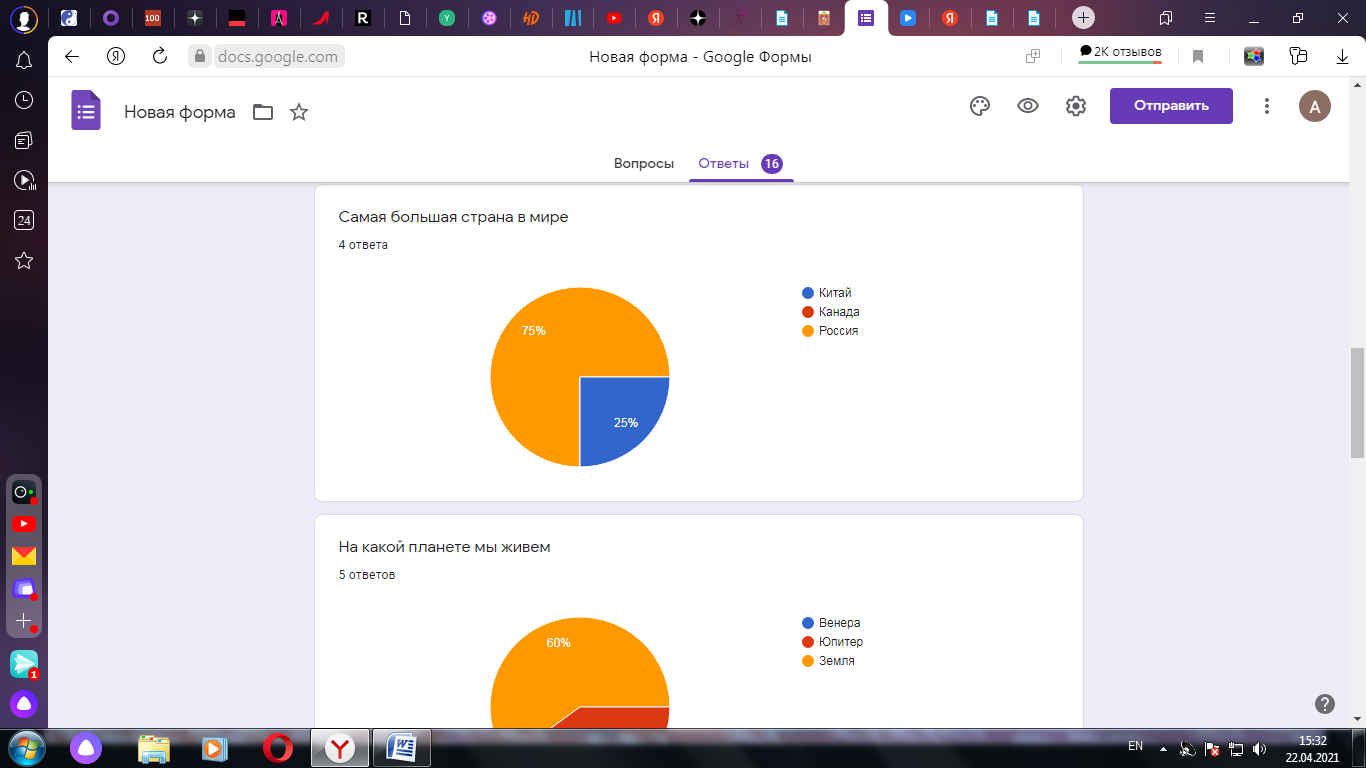 100
R
Y
HD
Я
Я
Я
docs.google.com
Новая форма - Google Формы
2K отзывов
Новая форма
Отправить
A
Вопросы
Ответы 16
24
Самая большая страна в мире
4 ответа
75%
25%
Китай
Канада
Россия
На какой планете мы живем
5 ответов
60%
Венера
Юпитер
Земля
1
EN
15:32
22.04.2021